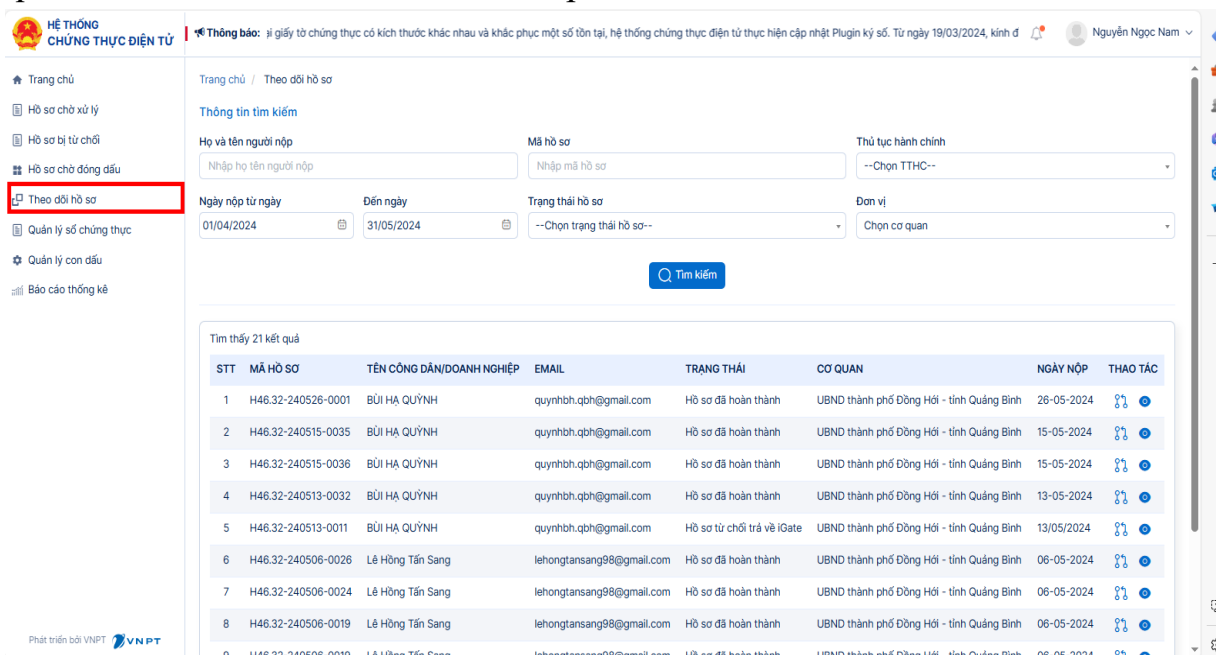 HỆ THỐNG
CHỨNG THỰC ĐIỆN TỬ
Thông báo: ại giấy tờ chứng thực có kích thước khác nhau và khắc phục một số tồn tại, hệ thống chứng thực điện tử thực hiện cập nhật Plugin ký số. Từ ngày 19/03/2024, kính đ
Nguyễn Ngọc Nam
Trang chủ
Hồ sơ chờ xử lý
Hồ sơ bị từ chối
Hồ sơ chờ đóng dấu
Theo dõi hồ sơ
Quản lý sổ chứng thực
Quản lý con dấu
Báo cáo thống kê
Phát triển bởi VNPT VNPT
Trang chủ / Theo dõi hồ sơ
Thông tin tìm kiếm
Họ và tên người nộp Mã hồ sơ Thủ tục hành chính
Nhập họ tên người nộp Nhập mã hồ sơ --Chọn TTHC--
Ngày nộp từ ngày Đến ngày Trạng thái hồ sơ Đơn vị
01/04/2024 31/05/2024 --Chọn trạng thái hồ sơ-- Chọn cơ quan
Tìm kiếm
Tìm thấy 21 kết quả
STT MÃ HỒ SƠ TÊN CÔNG DÂN/DOANH NGHIỆP EMAIL TRẠNG THÁI CƠ QUAN NGÀY NỘP THAO TÁC
1 H46.32-240526-0001 BÙI HẠ QUỲNH quynhbh.qbh@gmail.com Hồ sơ đã hoàn thành UBND thành phố Đồng Hới - tỉnh Quảng Bình 26-05-2024
2 H46.32-240515-0035 BÙI HẠ QUỲNH quynhbh.qbh@gmail.com Hồ sơ đã hoàn thành UBND thành phố Đồng Hới - tỉnh Quảng Bình 15-05-2024
3 H46.32-240515-0036 BÙI HẠ QUỲNH quynhbh.qbh@gmail.com Hồ sơ đã hoàn thành UBND thành phố Đồng Hới - tỉnh Quảng Bình 15-05-2024
4 H46.32-240513-0032 BÙI HẠ QUỲNH quynhbh.qbh@gmail.com Hồ sơ đã hoàn thành UBND thành phố Đồng Hới - tỉnh Quảng Bình 13-05-2024
5 H46.32-240513-0011 BÙI HẠ QUỲNH quynhbh.qbh@gmail.com Hồ sơ từ chối trả về iGate UBND thành phố Đồng Hới - tỉnh Quảng Bình 13/05/2024
6 H46.32-240506-0026 Lê Hồng Tấn Sang lehongtansang98@gmail.com Hồ sơ đã hoàn thành UBND thành phố Đồng Hới - tỉnh Quảng Bình 06-05-2024
7 H46.32-240506-0024 Lê Hồng Tấn Sang lehongtansang98@gmail.com Hồ sơ đã hoàn thành UBND thành phố Đồng Hới - tỉnh Quảng Bình 06-05-2024
8 H46.32-240506-0019 Lê Hồng Tấn Sang lehongtansang98@gmail.com Hồ sơ đã hoàn thành UBND thành phố Đồng Hới - tỉnh Quảng Bình 06-05-2024